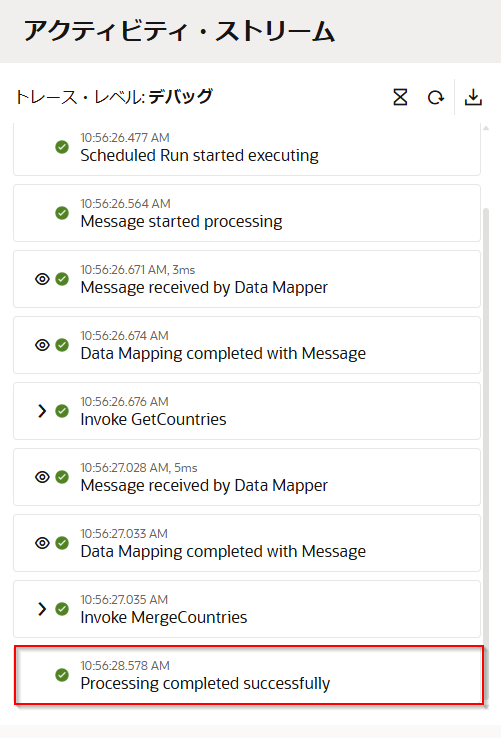 アクティビティ・ストリーム
トレース・レベル: デバッグ
10:56:26.477 AM
Scheduled Run started executing
10:56:26.564 AM
Message started processing
10:56:26.671 AM, 3ms
Message received by Data Mapper
10:56:26.674 AM
Data Mapping completed with Message
10:56:26.676 AM
Invoke GetCountries
10:56:27.028 AM, 5ms
Message received by Data Mapper
10:56:27.033 AM
Data Mapping completed with Message
10:56:27.035 AM
Invoke MergeCountries
10:56:28.578 AM
Processing completed successfully